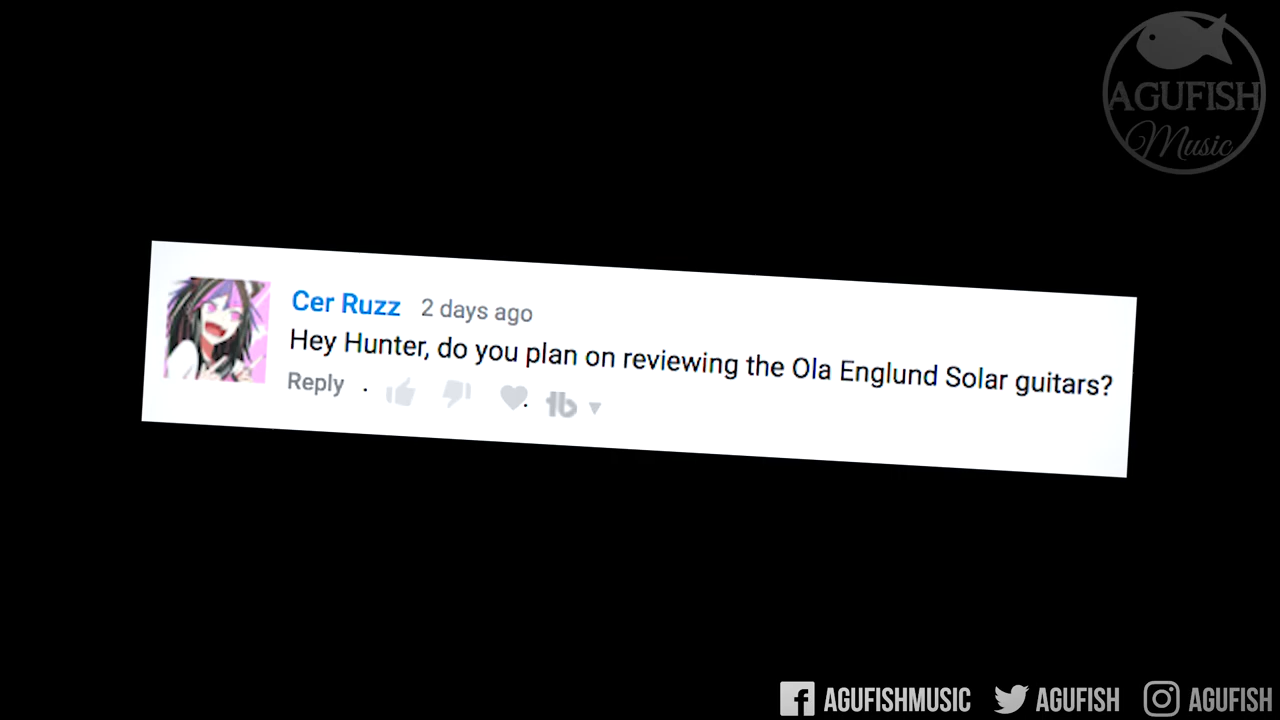 AGUFISH
Music
Cer Ruzz 2 days ago
Hey Hunter, do you plan on reviewing the Ola Englund Solar guitars?
Reply
AGUFISHMUSIC AGUFISH AGUFISH